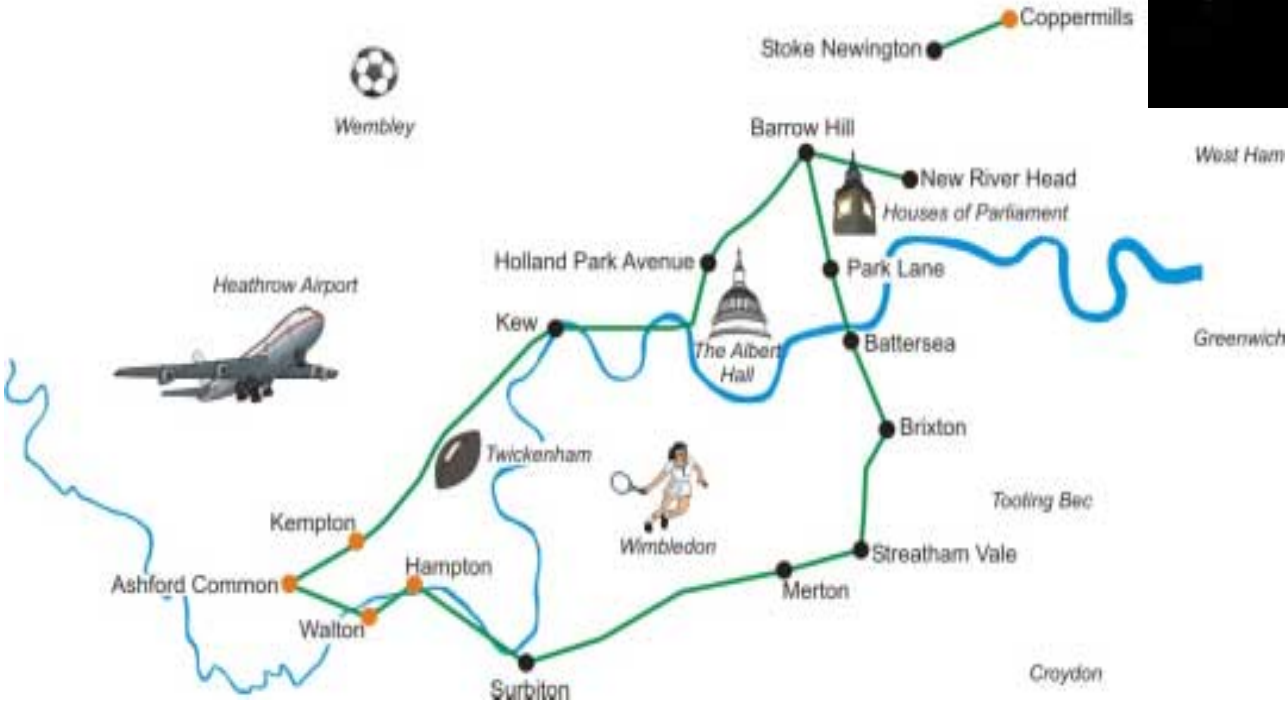 Coppermills
Stoke Newington
Wembley
Barrow Hill
West Ham
New River Head
Houses of Parliament
Holland Park Avenue
Park Lane
Heathrow Airport
Kew
The Albert
Hall
Battersea
Greenwich
Brixton
Twickenham
Tooting Bec
Kempton
Wimbledon
Hampton
Streatham Vale
Ashford Common
Merton
Walton
Croydon
Surbiton